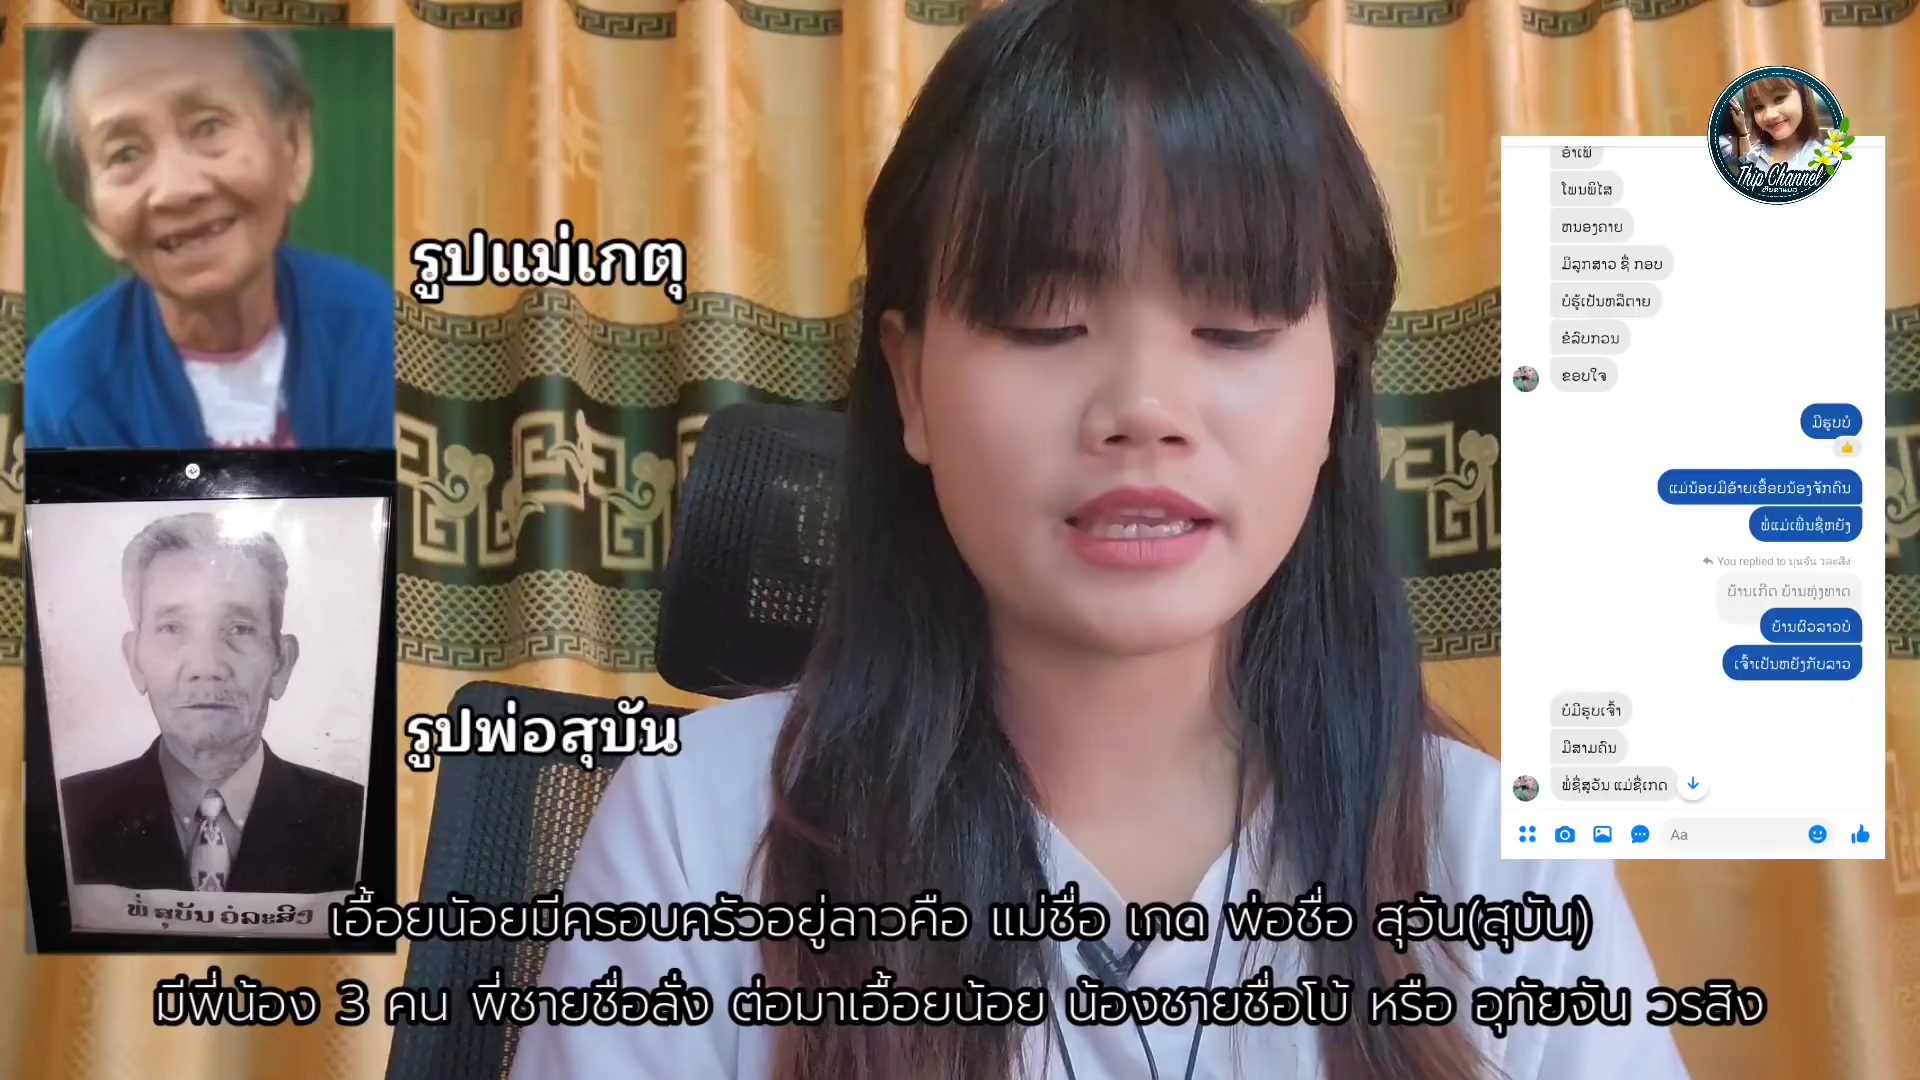 รูปแม่เกตุ
รูปพ่อสุบัน
ພໍ່ ສຸບັນ ວໍລະສິງ
Thip Channel
ໂພນພິໄສ
ຫນອງຄາຍ
ມີລູກສາວ ຊື່ ກອບ
ບໍ່ຮູ້ເປັນຫລືຕາຍ
ຂໍລົບກວນ
ຂອບໃຈ
ມີຮູບບໍ່
ແມ່ນ້ອຍມີອ້າຍເອື້ອຍນ້ອງຈັກຄົນ
ພໍ່ແມ່ເພິ່ນຊື່ຫຍັງ
You replied to ບຸນຈັນ ວລະສິງ
ບ້ານເກີດ ບ້ານທຸ່ງທາດ
ບ້ານຜົວລາວບໍ່
ເຈົ້າເປັນຫຍັງກັບລາວ
ບໍ່ມີຮູບເຈົ້າ
ມີສາມຄົນ
ພໍ່ຊື່ສຸວັນ ແມ່ຊື່ເກດ
Aa
เอื้อยน้อยมีครอบครัวอยู่ลาวคือ แม่ชื่อ เกด พ่อชื่อ สุวัน(สุบัน)
มีพี่น้อง 3 คน พี่ชายชื่อลั่ง ต่อมาเอื้อยน้อย น้องชายชื่อโบ้ หรือ อุทัยจัน วรสิง